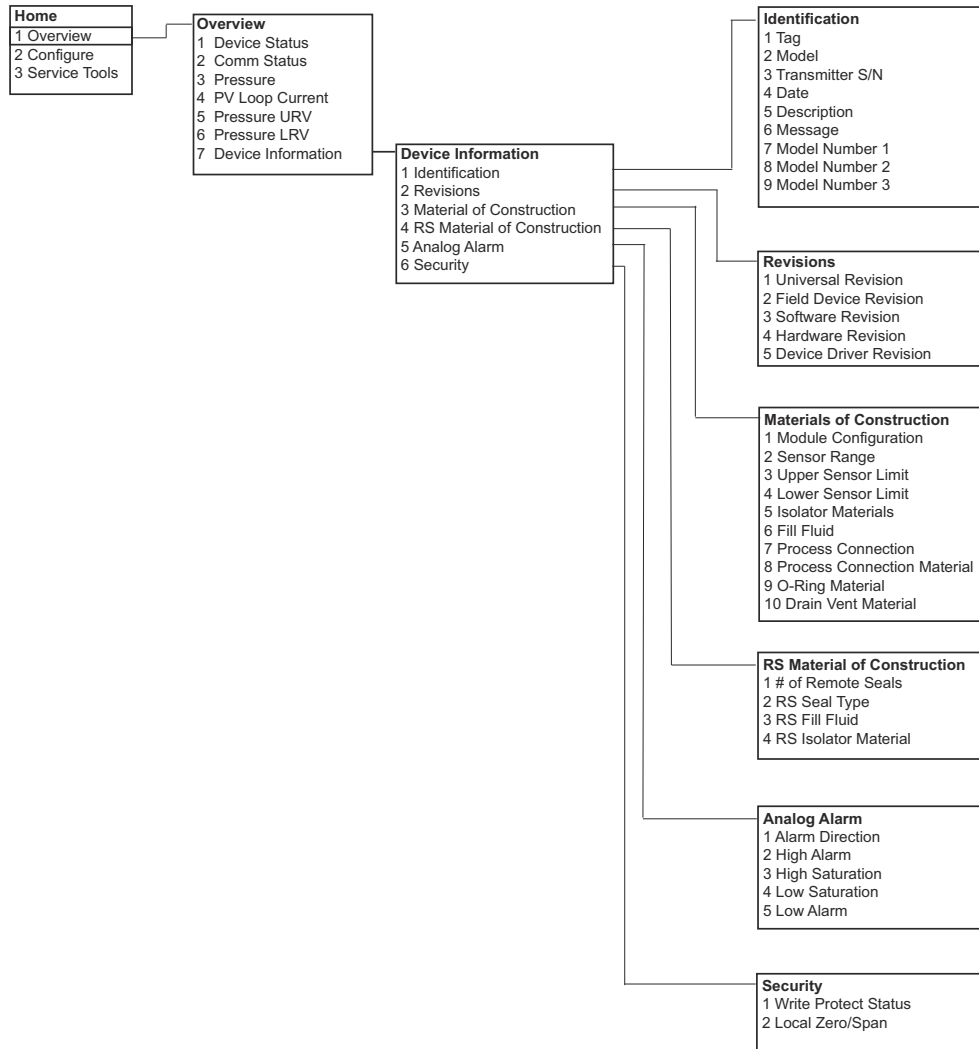 Home
1 Overview
2 Configure
3 Service Tools
Overview
1 Device Status
2 Comm Status
3 Pressure
4 PV Loop Current
5 Pressure URV
6 Pressure LRV
7 Device Information
Device Information
1 Identification
2 Revisions
3 Material of Construction
4 RS Material of Construction
5 Analog Alarm
6 Security
Identification
1 Tag
2 Model
3 Transmitter S/N
4 Date
5 Description
6 Message
7 Model Number 1
8 Model Number 2
9 Model Number 3
Revisions
1 Universal Revision
2 Field Device Revision
3 Software Revision
4 Hardware Revision
5 Device Driver Revision
Materials of Construction
1 Module Configuration
2 Sensor Range
3 Upper Sensor Limit
4 Lower Sensor Limit
5 Isolator Materials
6 Fill Fluid
7 Process Connection
8 Process Connection Material
9 O-Ring Material
10 Drain Vent Material
RS Material of Construction
1 # of Remote Seals
2 RS Seal Type
3 RS Fill Fluid
4 RS Isolator Material
Analog Alarm
1 Alarm Direction
2 High Alarm
3 High Saturation
4 Low Saturation
5 Low Alarm
Security
1 Write Protect Status
2 Local Zero/Span